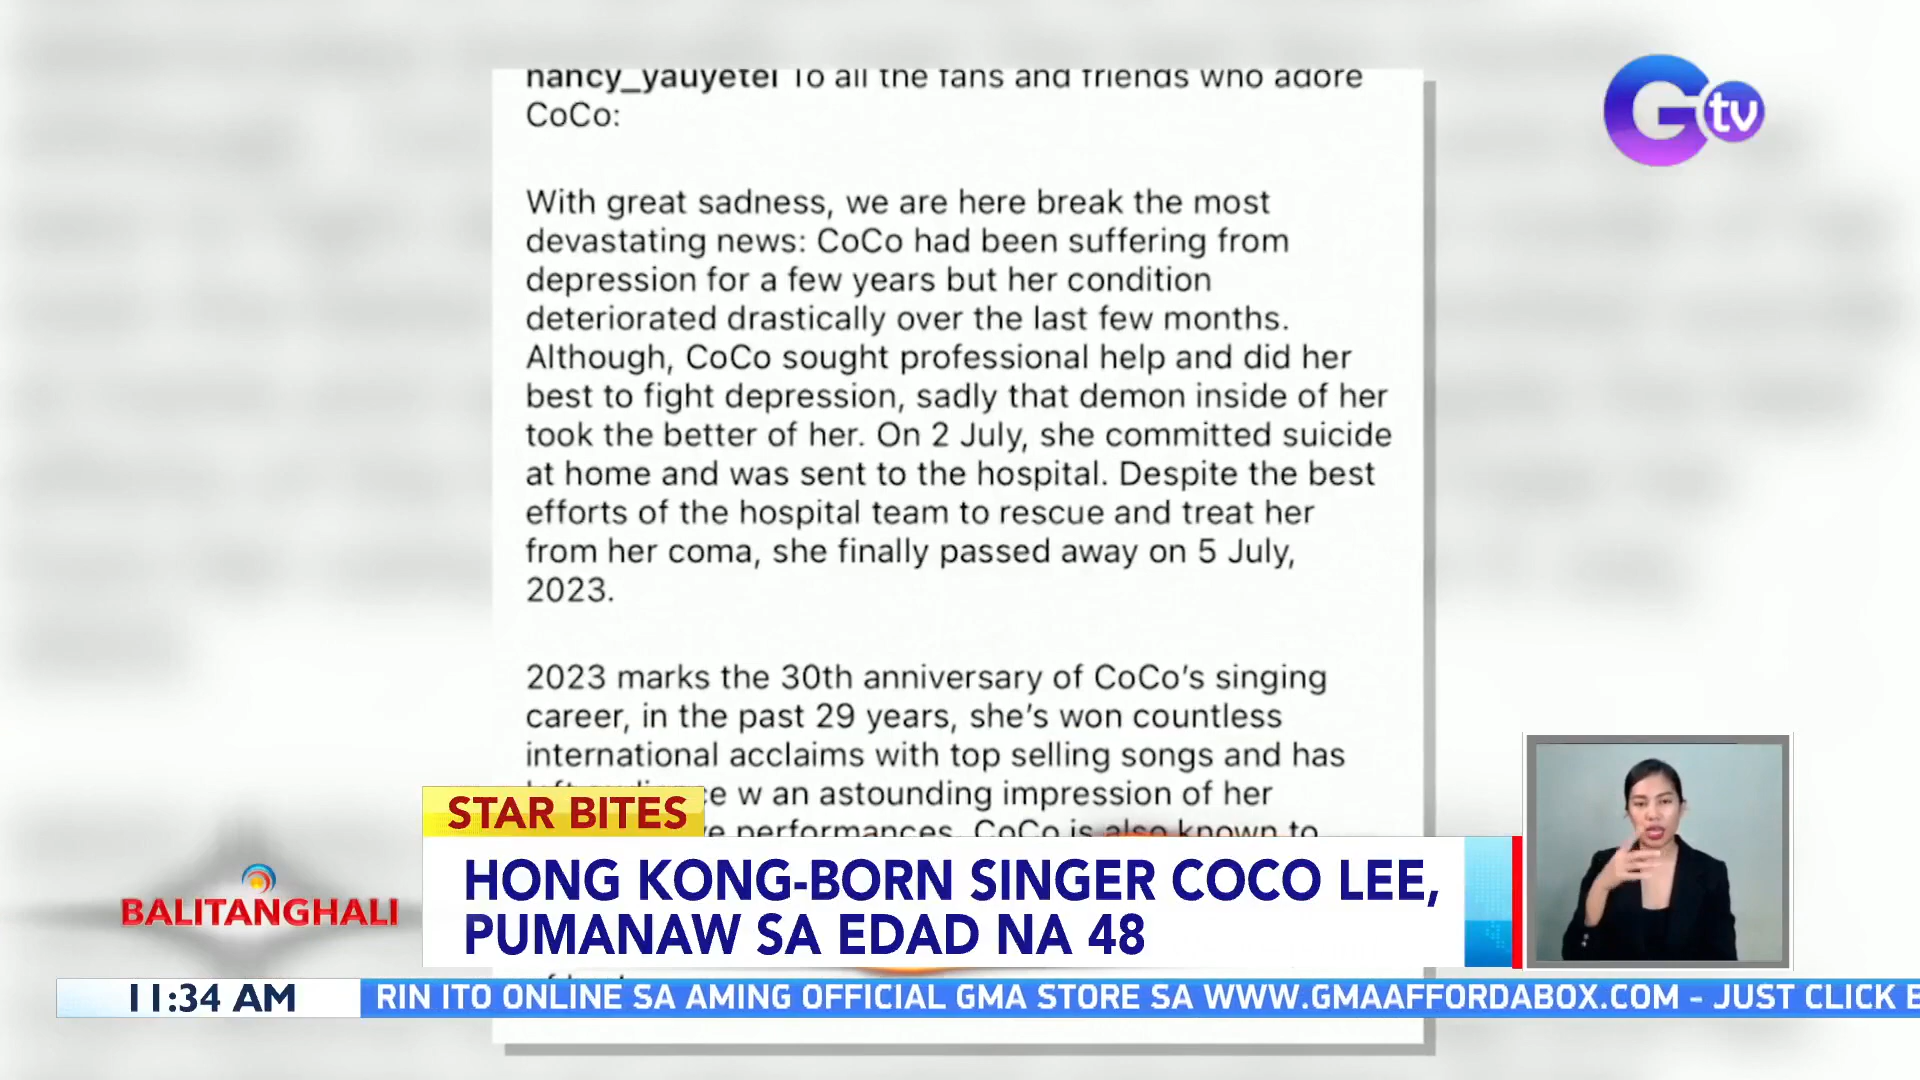 nancy_yauyetei To all the fans and friends who adore
CoCo:
With great sadness, we are here break the most
devastating news: CoCo had been suffering from
depression for a few years but her condition
deteriorated drastically over the last few months.
Although, CoCo sought professional help and did her
best to fight depression, sadly that demon inside of her
took the better of her. On 2 July, she committed suicide
at home and was sent to the hospital. Despite the best
efforts of the hospital team to rescue and treat her
from her coma, she finally passed away on 5 July,
2023.
2023 marks the 30th anniversary of CoCo's singing
career, in the past 29 years, she's won countless
international acclaims with top selling songs and has
w an astounding impression of her
performances. CoCo is also known to
G tv
STAR BITES
HONG KONG-BORN SINGER COCO LEE,
PUMANAW SA EDAD NA 48
BALITANGHALI
11:34 AM
RIN ITO ONLINE SA AMING OFFICIAL GMA STORE SA WWW.GMAAFFORDABOX.COM - JUST CLICK